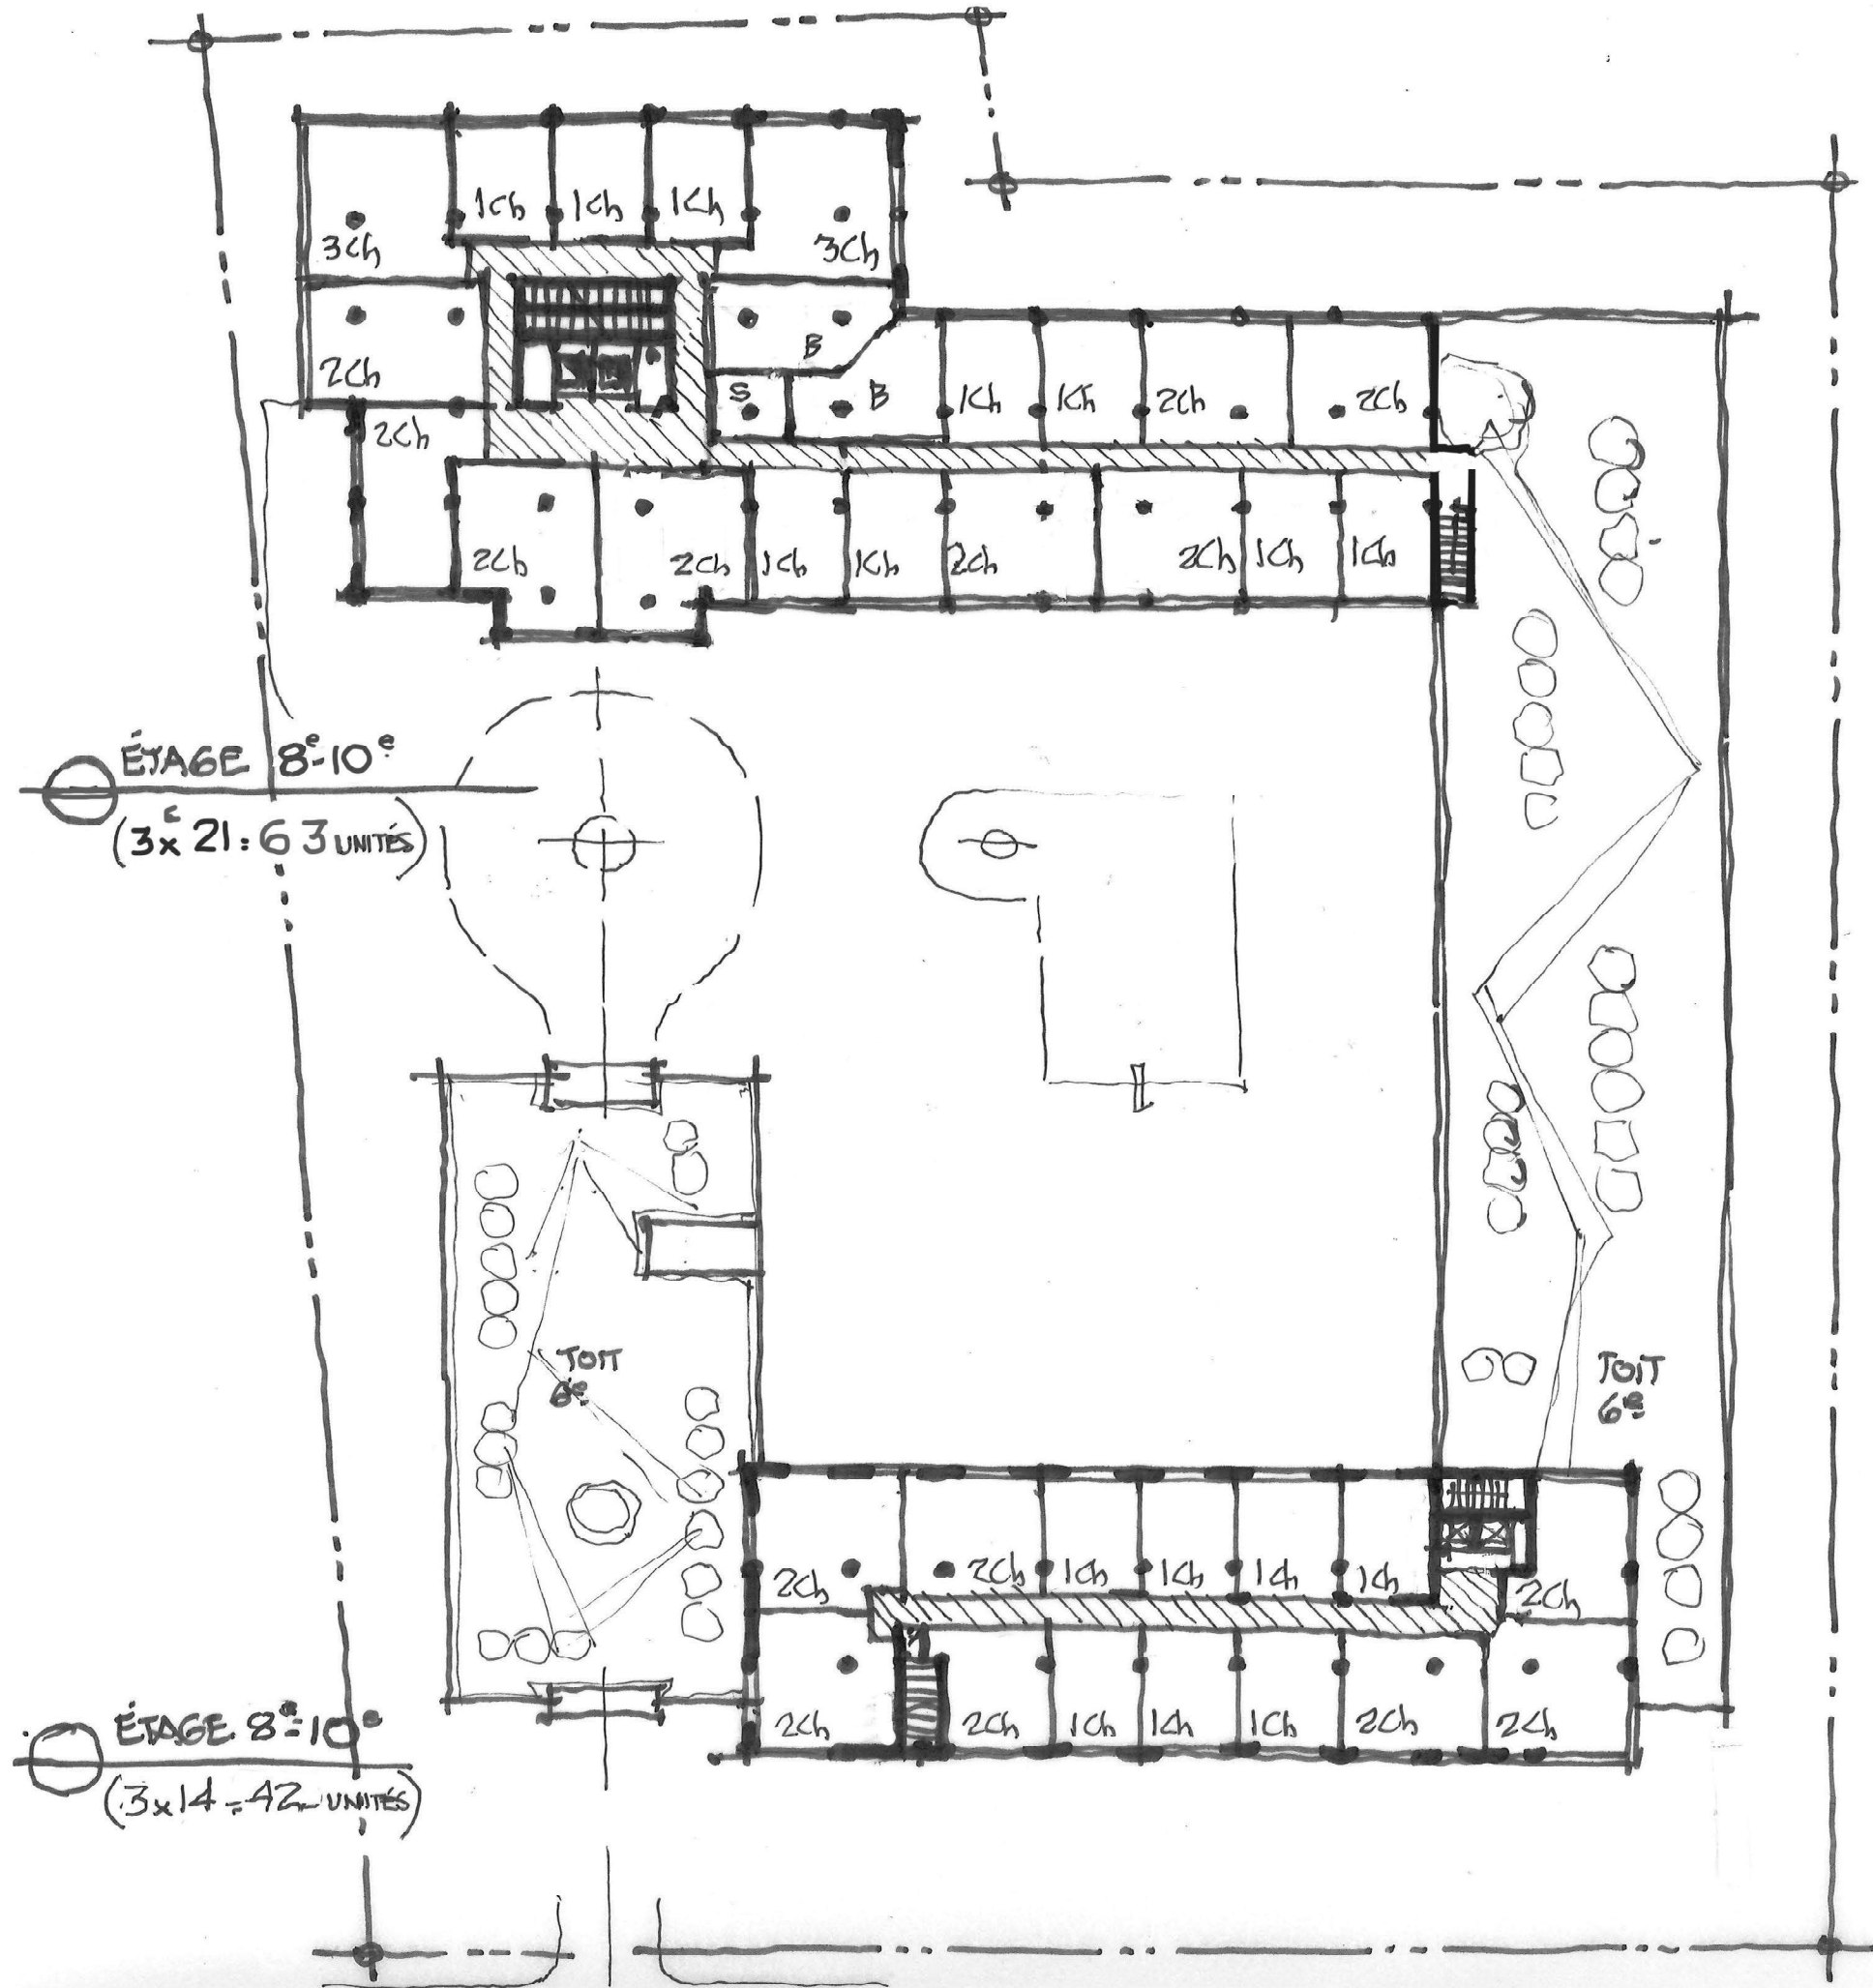 1Ch 1Ch 1Ch
3Ch 3Ch
B
2Ch
S B 1Ch 1Ch 2Ch 2Ch
2Ch
2Ch 2Ch 1Ch 1Ch 2Ch 2Ch 1Ch 1Ch
ÉTAGE 8e-10e
(3x 21 = 63 UNITÉS)
TOIT
6e
TOIT
6e
2Ch 2Ch 1Ch 1Ch 1Ch 1Ch 2Ch
2Ch 2Ch 1Ch 1Ch 1Ch 2Ch 2Ch
ÉTAGE 8e-10e
(3x14 = 42 UNITÉS)